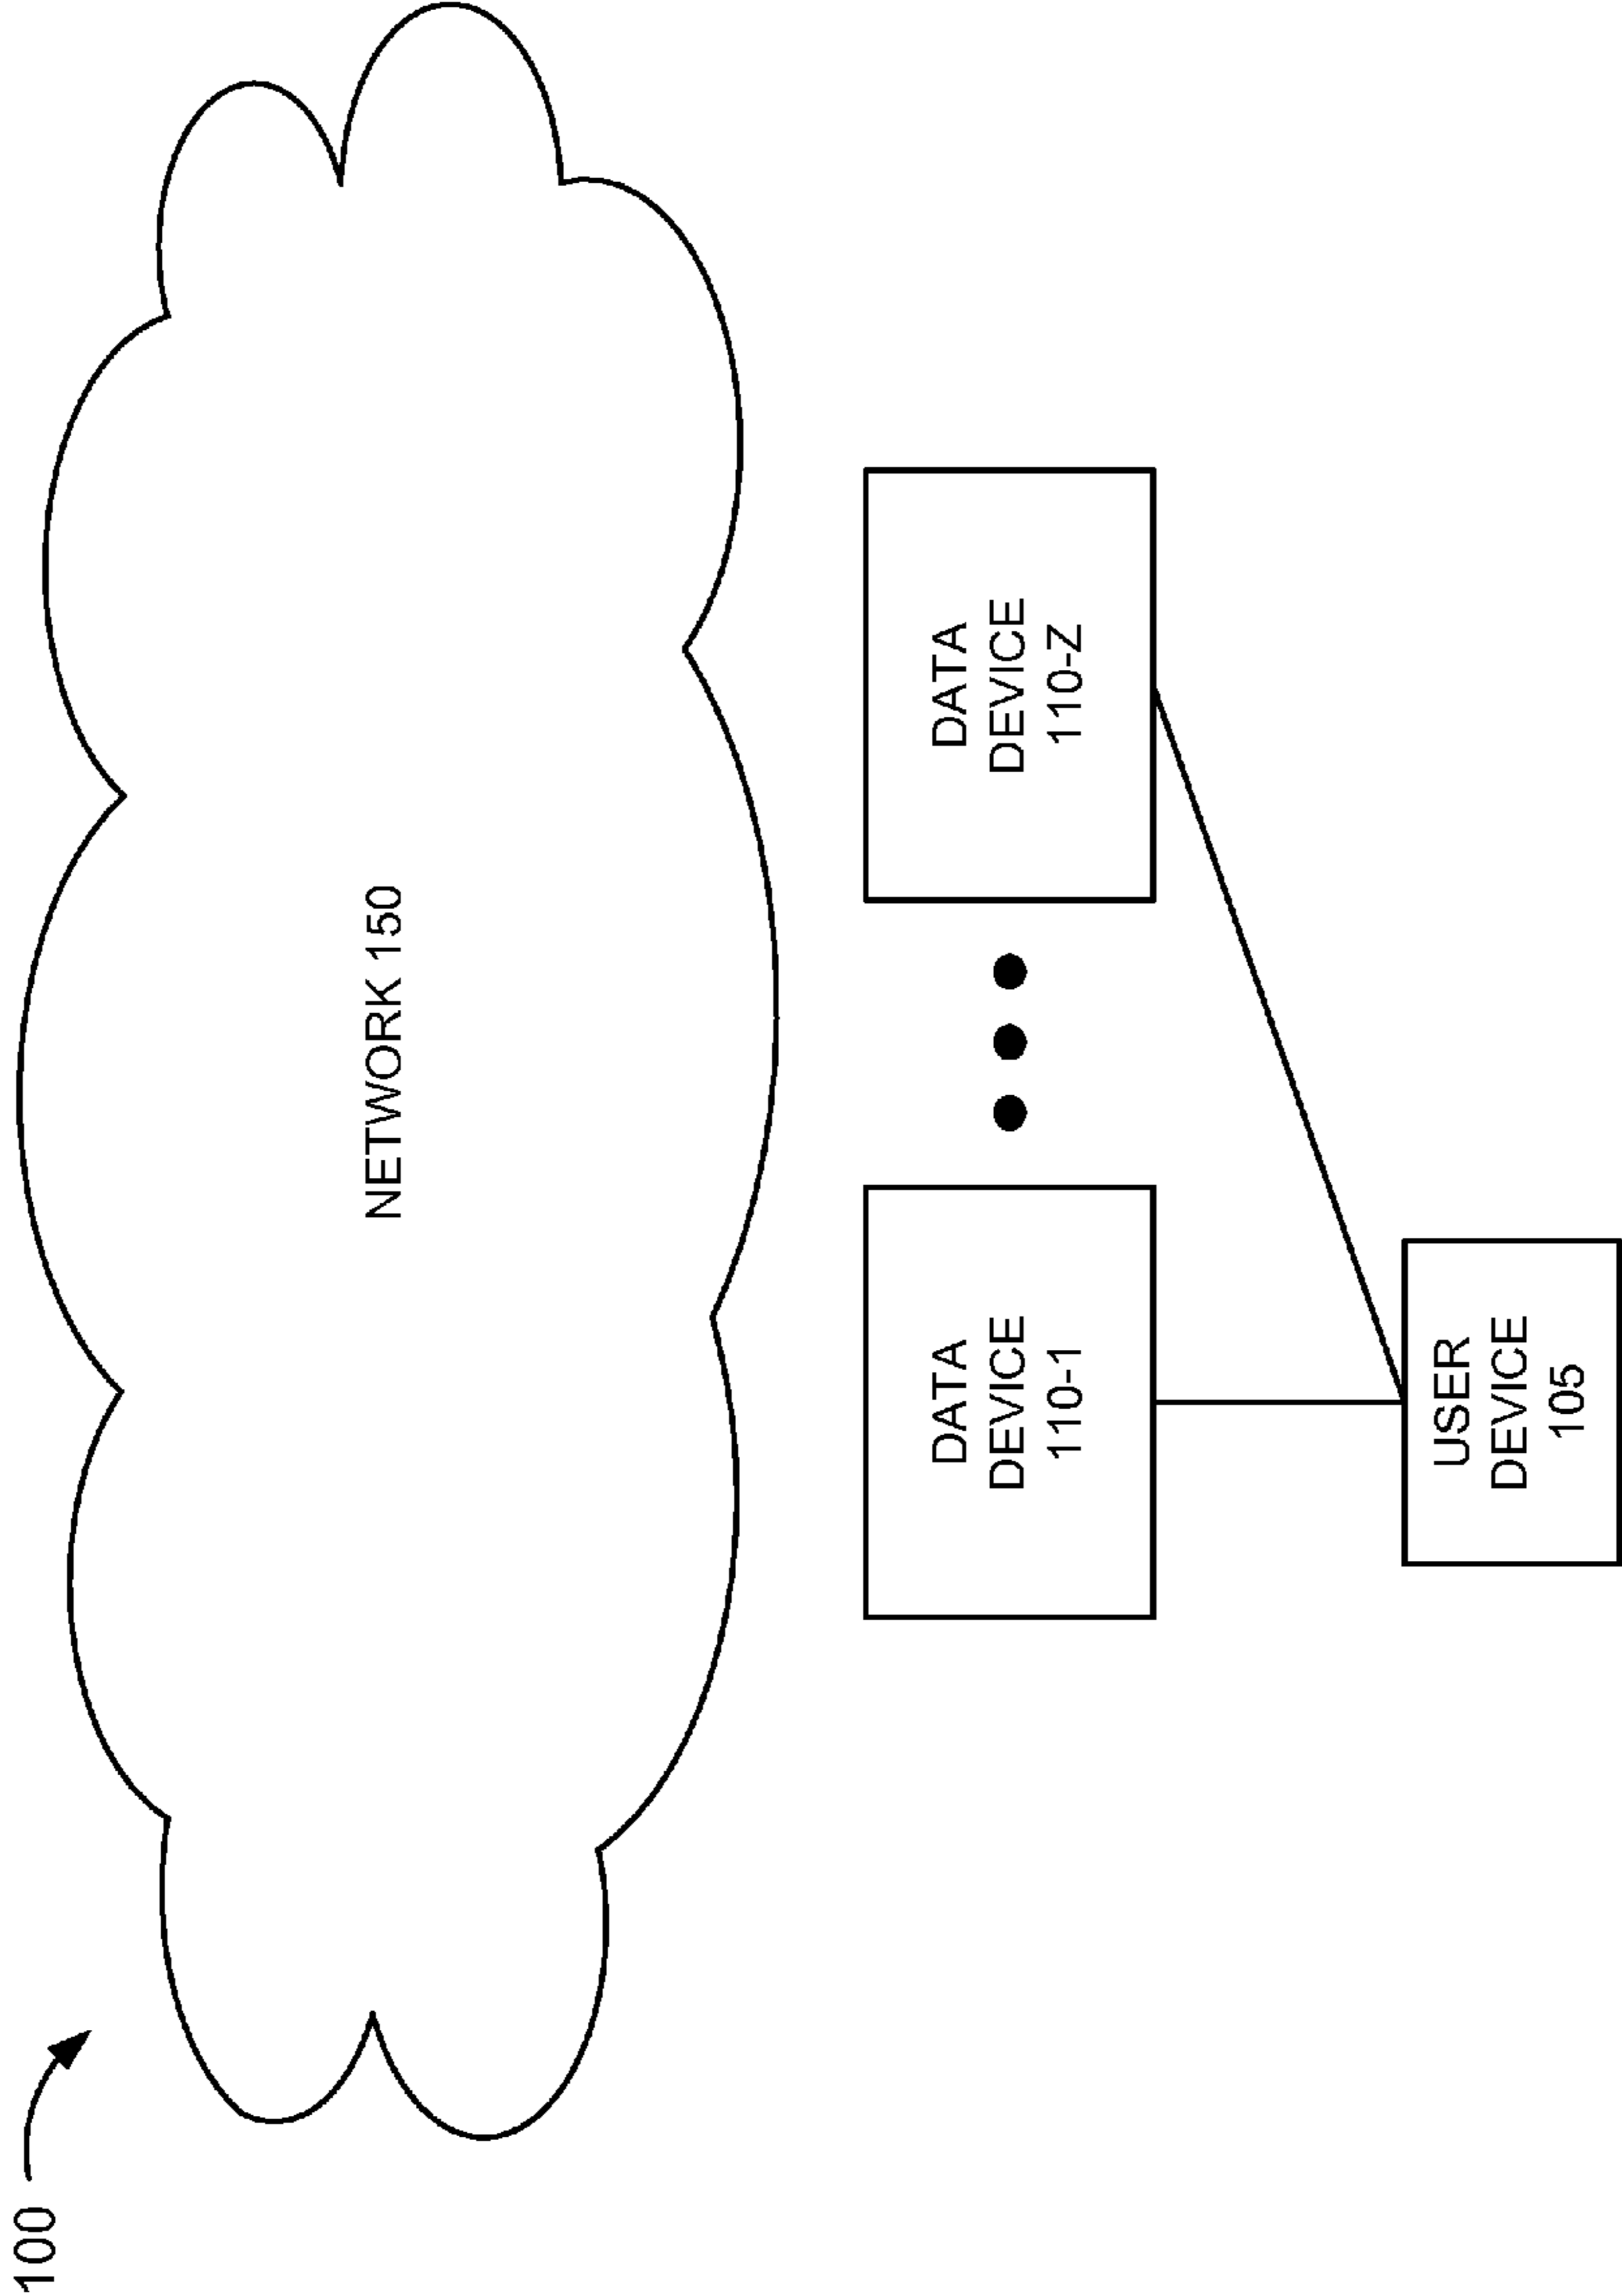 100
NETWORK 150
DATA
DEVICE
110-1
DATA
DEVICE
110-Z
USER
DEVICE
105